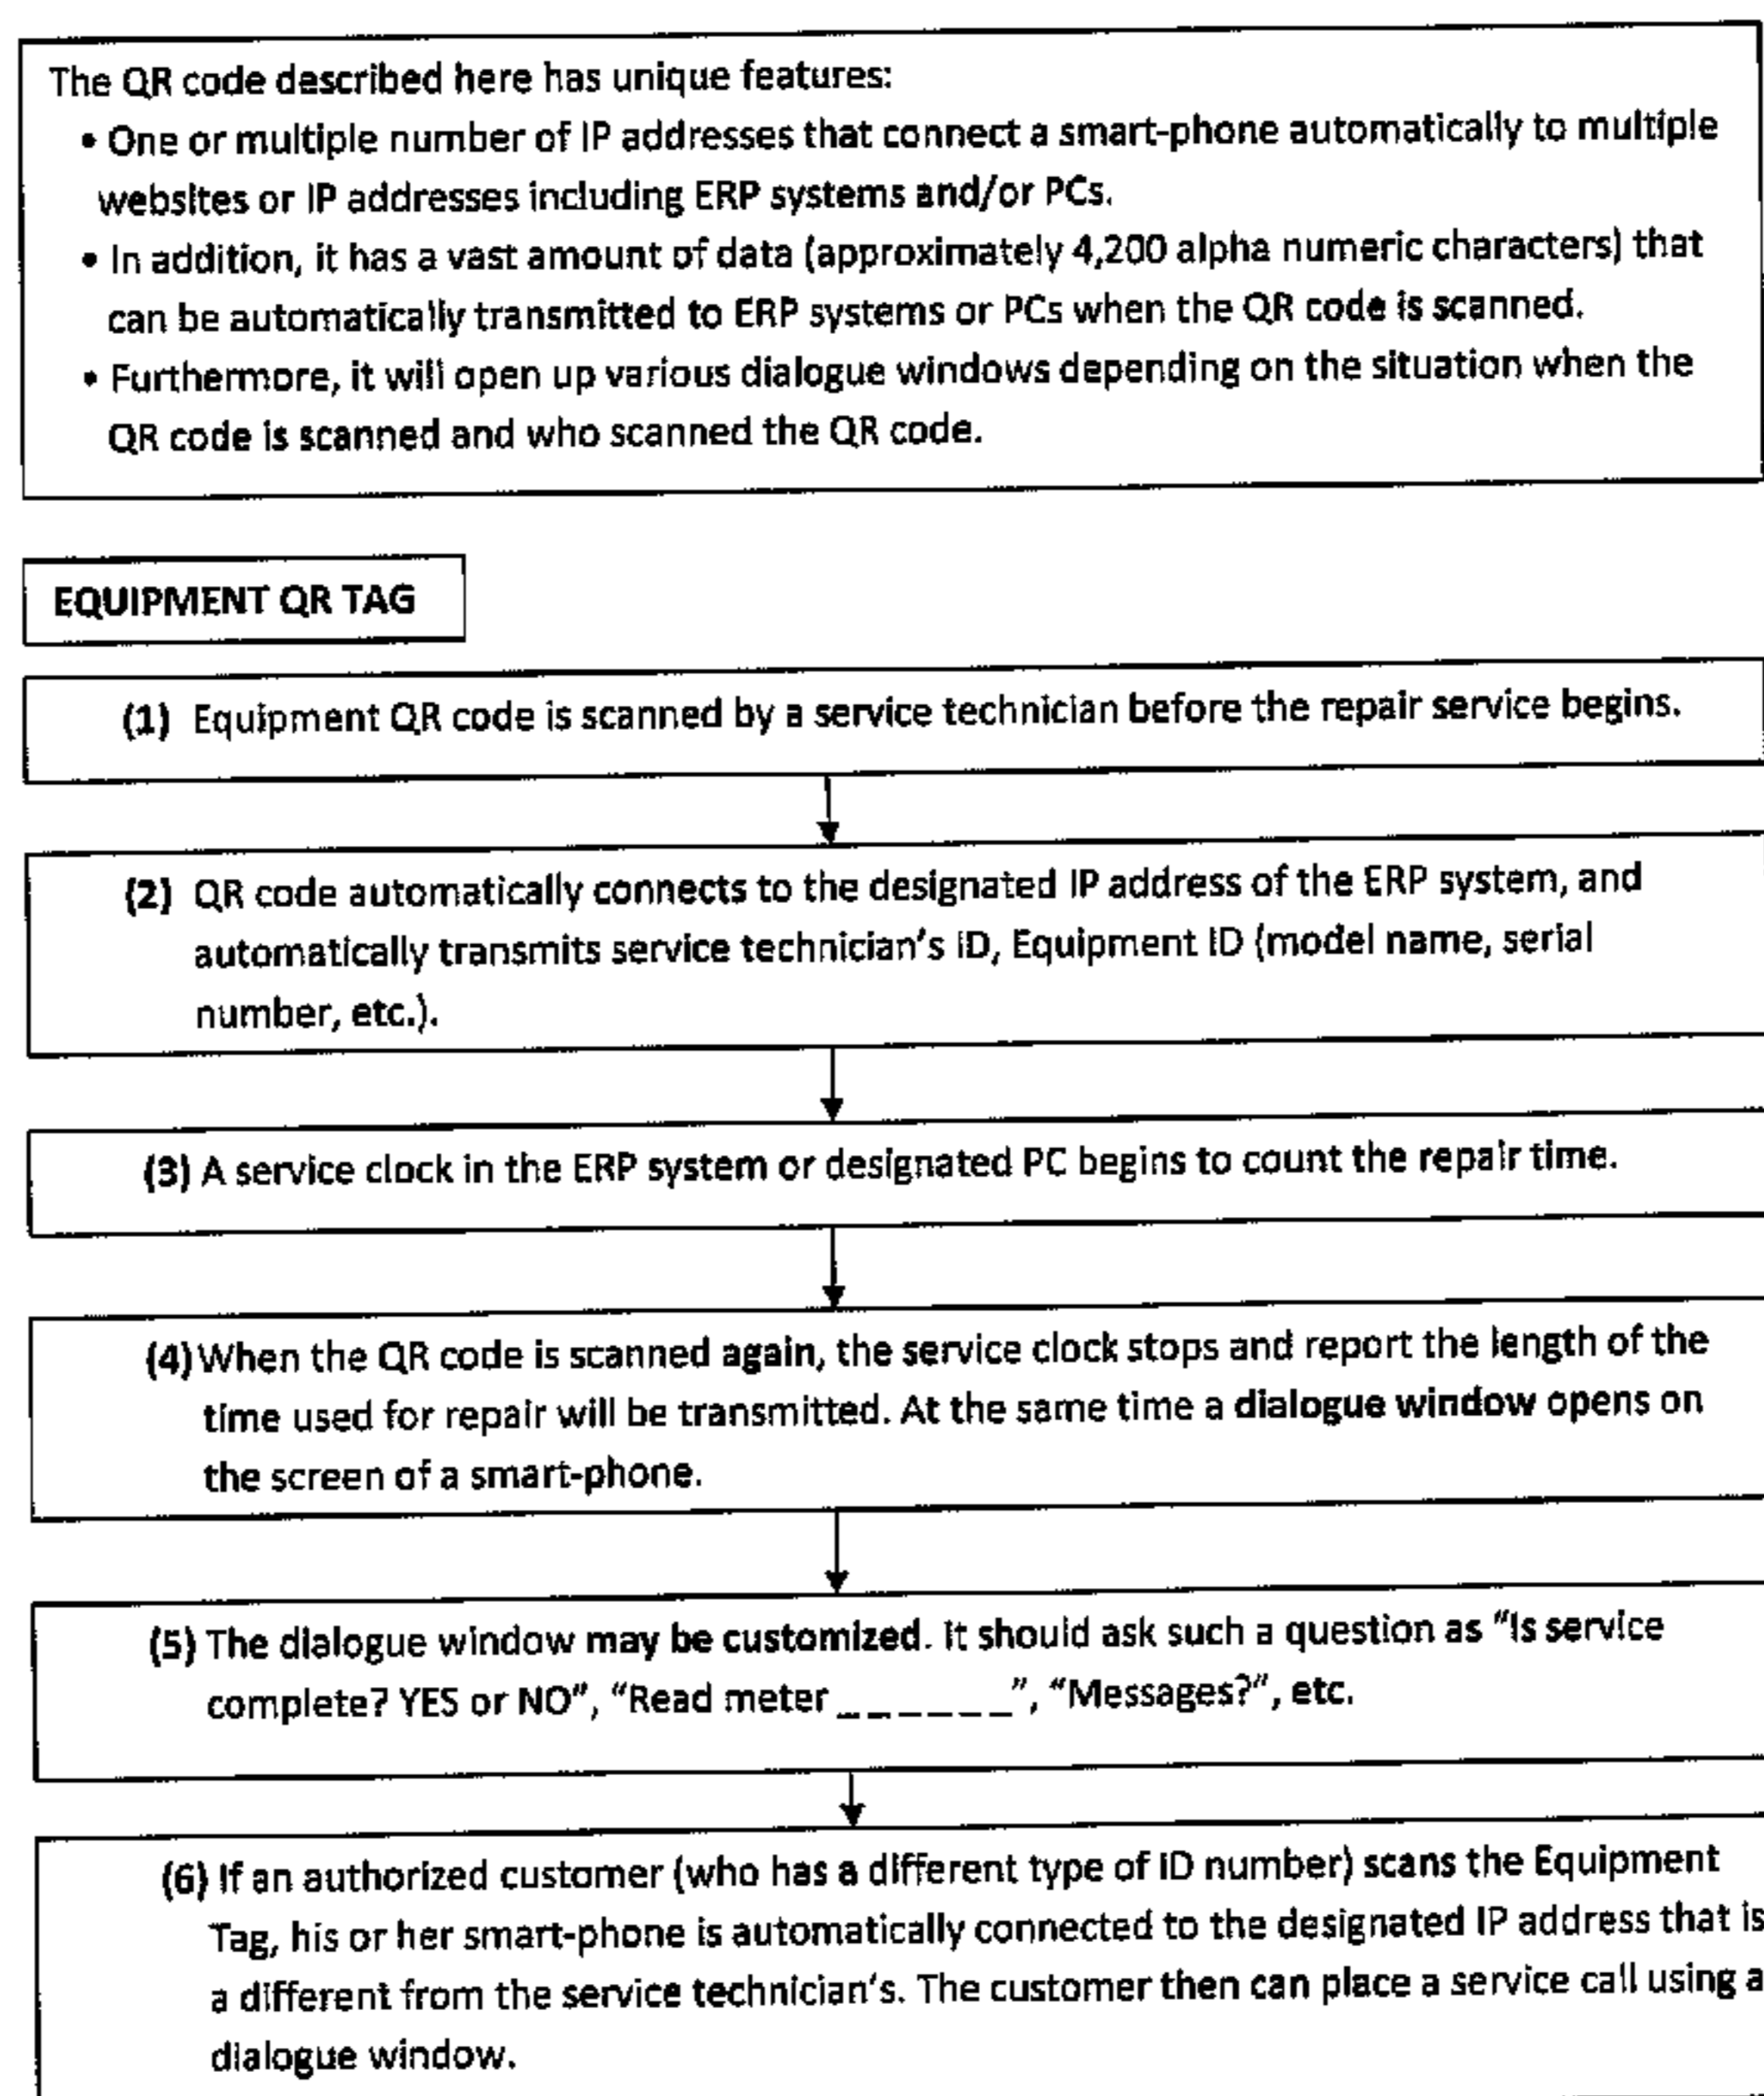 The QR code described here has unique features:
• One or multiple number of IP addresses that connect a smart-phone automatically to multiple
websites or IP addresses including ERP systems and/or PCs.
• In addition, it has a vast amount of data (approximately 4,200 alpha numeric characters) that
can be automatically transmitted to ERP systems or PCs when the QR code is scanned.
• Furthermore, it will open up various dialogue windows depending on the situation when the
QR code is scanned and who scanned the QR code.
EQUIPMENT QR TAG
(1) Equipment QR code is scanned by a service technician before the repair service begins.
(2) QR code automatically connects to the designated IP address of the ERP system, and
automatically transmits service technician's ID, Equipment ID (model name, serial
number, etc.).
(3) A service clock in the ERP system or designated PC begins to count the repair time.
(4) When the QR code is scanned again, the service clock stops and report the length of the
time used for repair will be transmitted. At the same time a dialogue window opens on
the screen of a smart-phone.
(5) The dialogue window may be customized. It should ask such a question as "Is service
complete? YES or NO", "Read meter _ _ _ _ _ _", "Messages?", etc.
(6) If an authorized customer (who has a different type of ID number) scans the Equipment
Tag, his or her smart-phone is automatically connected to the designated IP address that is
a different from the service technician's. The customer then can place a service call using a
dialogue window.